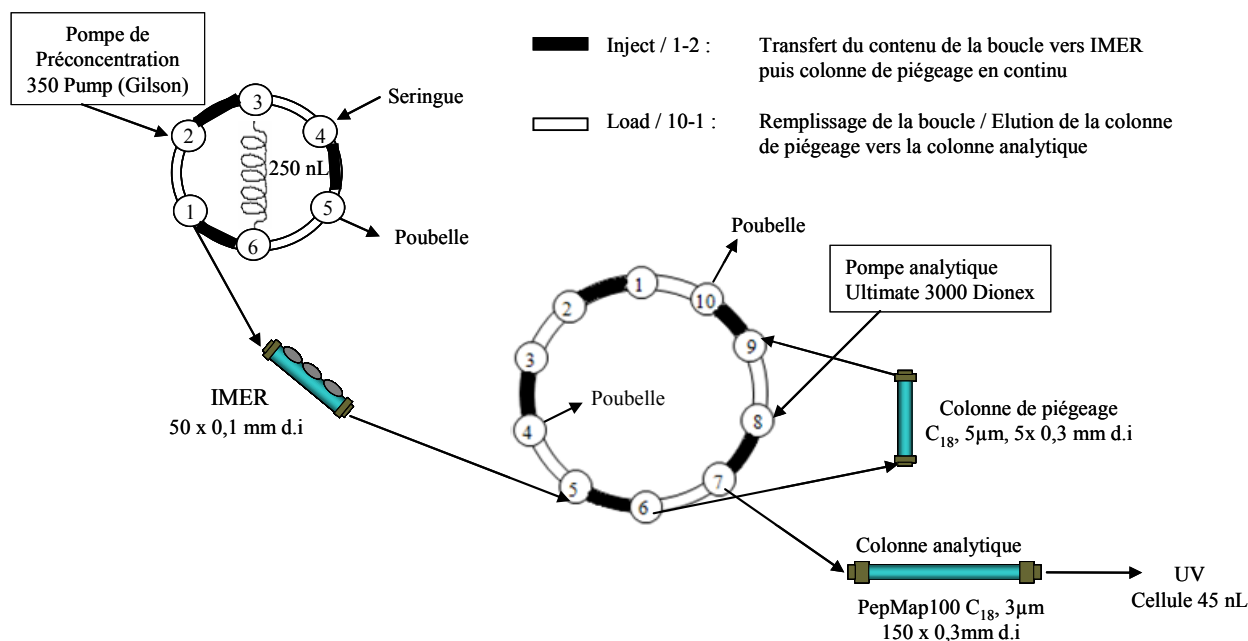 Pompe de
Préconcentration
350 Pump (Gilson)
Inject / 1-2 : Transfert du contenu de la boucle vers IMER
puis colonne de piégeage en continu
Load / 10-1 : Remplissage de la boucle / Elution de la colonne
de piégeage vers la colonne analytique
3
Seringue
2
4
250 nL
1
5
Poubelle
6
Poubelle
Pompe analytique
Ultimate 3000 Dionex
1
10
2
9
3
IMER
50 x 0,1 mm d.i
Poubelle
4
8
Colonne de piégeage
C18, 5µm, 5x 0,3 mm d.i
5
7
6
Colonne analytique
UV
Cellule 45 nL
PepMap100 C18, 3µm
150 x 0,3mm d.i